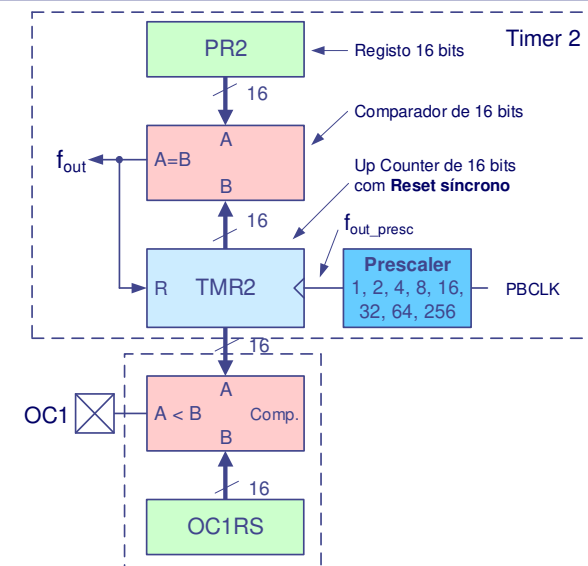 Timer 2
PR2
Registo 16 bits
16
Comparador de 16 bits
A
f_out
A=B
B
Up Counter de 16 bits
com Reset síncrono
16
f_out_presc
R
TMR2
Prescaler
1, 2, 4, 8, 16,
32, 64, 256
PBCLK
16
A
OC1
A < B
Comp.
B
16
OC1RS